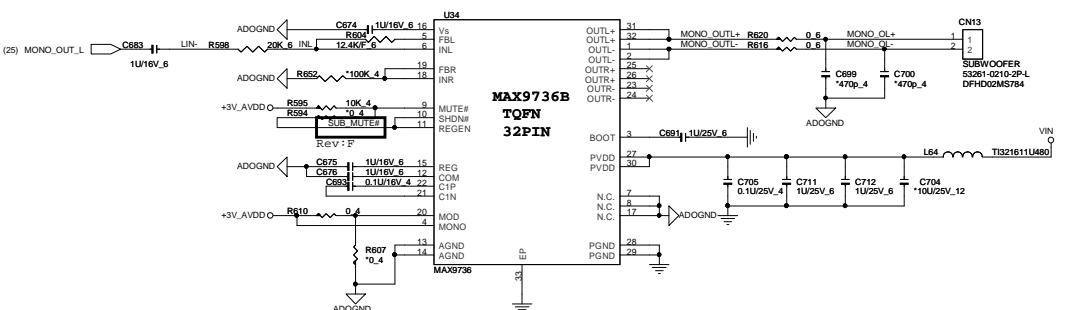 U34
C674 1U/16V_6
ADOGND
16 Vs
R604
5 FBL
(25) MONO_OUT_L
C683
LIN-
R598
20K_6
INL
12.4K/F_6
6 INL
1U/16V_6
ADOGND
R652 *100K_4
19 FBR
18 INR
+3V_AVDD
R595 10K_4
9 MUTE#
R594 *0_4
10 SHDN#
SUB_MUTE#
11 REGEN
Rev:F
ADOGND
C675 1U/16V_6
15 REG
C676 1U/16V_6
12 COM
C693 0.1U/16V_4
22 C1P
21 C1N
+3V_AVDD
R610 0_4
20 MOD
4 MONO
R607
*0_4
13 AGND
14 AGND
ADOGND
MAX9736B
TQFN
32PIN
EP
33
MAX9736
OUTL+ 31
OUTL+ 32
OUTL- 1
OUTL- 2
OUTR+ 25
OUTR+ 26
OUTR- 23
OUTR- 24
MONO_OUTL+ R620 0_6 MONO_OL+ 1
MONO_OUTL- R616 0_6 MONO_OL- 2
CN13
1
2
SUBWOOFER
53261-0210-2P-L
DFHD02MS784
C699
*470p_4
C700
*470p_4
ADOGND
BOOT 3
C691 1U/25V_6
VIN
PVDD 27
PVDD 30
L64
TI321611U480
C705
0.1U/25V_4
C711
1U/25V_6
C712
1U/25V_6
C704
*10U/25V_12
N.C. 7
N.C. 8
N.C. 17
ADOGND
PGND 28
PGND 29